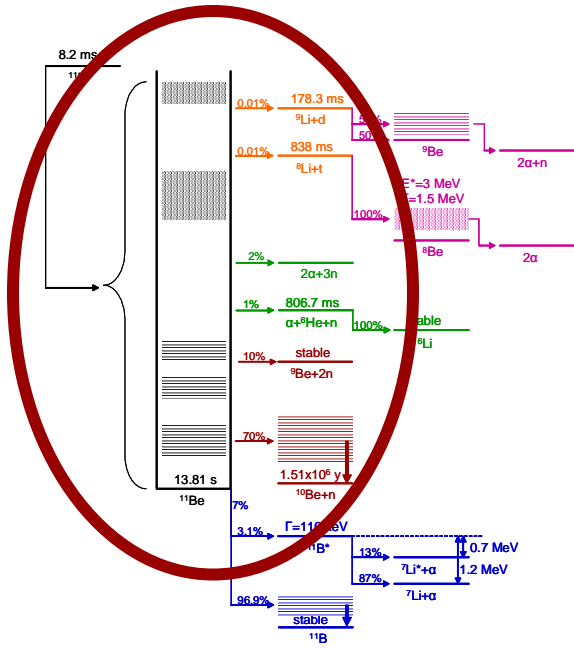 8.2 ms
11
0.01%
178.3 ms
⁹Li+d
50%
⁹Be
2α+n
0.01%
838 ms
⁸Li+t
=3 MeV
=1.5 MeV
100%
⁸Be
2α
2%
2α+3n
1%
806.7 ms
α+⁶He+n
100%
⁶Li
10%
stable
⁹Be+2n
70%
13.81 s
1.51x10⁶ y
¹¹Be
¹⁰Be+n
7%
3.1%
¹¹B*
13%
0.7 MeV
⁷Li*+α
1.2 MeV
87%
⁷Li+α
96.9%
stable
¹¹B